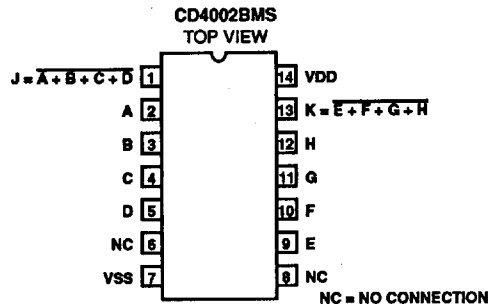 CD4002BMS
TOP VIEW
J = A + B + C + D 1
14 VDD
A 2
13 K = E + F + G + H
B 3
12 H
C 4
11 G
D 5
10 F
NC 6
9 E
VSS 7
8 NC
NC = NO CONNECTION